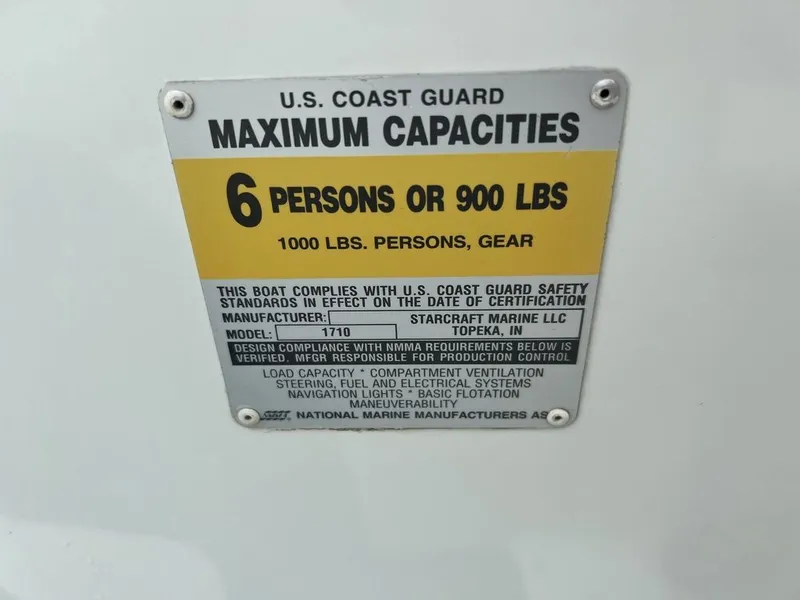 U.S. COAST GUARD
MAXIMUM CAPACITIES
6 PERSONS OR 900 LBS
1000 LBS. PERSONS, GEAR
THIS BOAT COMPLIES WITH U.S. COAST GUARD SAFETY
STANDARDS IN EFFECT ON THE DATE OF CERTIFICATION
MANUFACTURER: STARCRAFT MARINE LLC
MODEL: 1710 TOPEKA, IN
DESIGN COMPLIANCE WITH NMMA REQUIREMENTS BELOW IS
VERIFIED. MFGR RESPONSIBLE FOR PRODUCTION CONTROL
LOAD CAPACITY * COMPARTMENT VENTILATION
STEERING, FUEL AND ELECTRICAL SYSTEMS
NAVIGATION LIGHTS * BASIC FLOTATION
MANEUVERABILITY
NATIONAL MARINE MANUFACTURERS AS